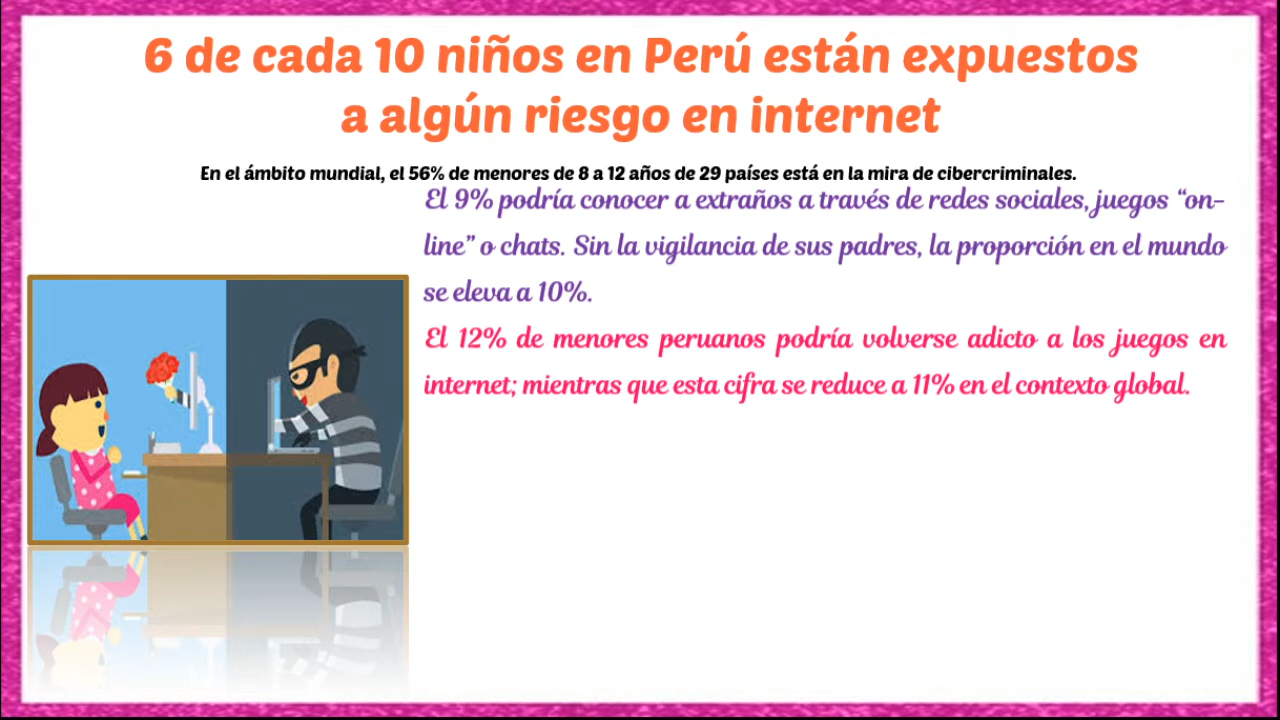 6 de cada 10 niños en Perú están expuestos
a algún riesgo en internet
En el ámbito mundial, el 56% de menores de 8 a 12 años de 29 países está en la mira de cibercriminales.
El 9% podría conocer a extraños a través de redes sociales, juegos “on-
line” o chats. Sin la vigilancia de sus padres, la proporción en el mundo
se eleva a 10%.
El 12% de menores peruanos podría volverse adicto a los juegos en
internet; mientras que esta cifra se reduce a 11% en el contexto global.